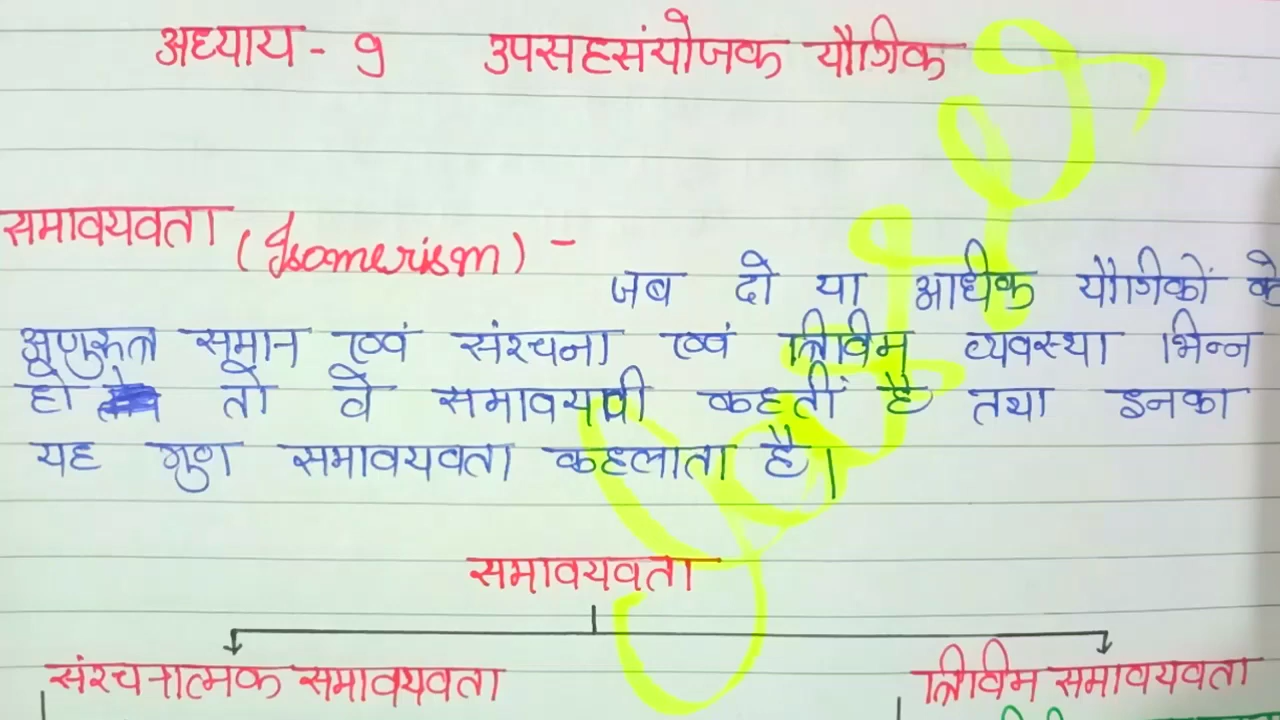 अध्याय - 9 उपसहसंयोजक यौगिक
समावयवता (Isomerism) -
जब दो या अधिक यौगिकों के
अणुसूत्र समान एवं संरचना एवं त्रिविम व्यवस्था भिन्न
हो तो वे समावयवी कहतीं है तथा इनका
यह गुण समावयवता कहलाता है।
समावयवता
संरचनात्मक समावयवता त्रिविम समावयवता